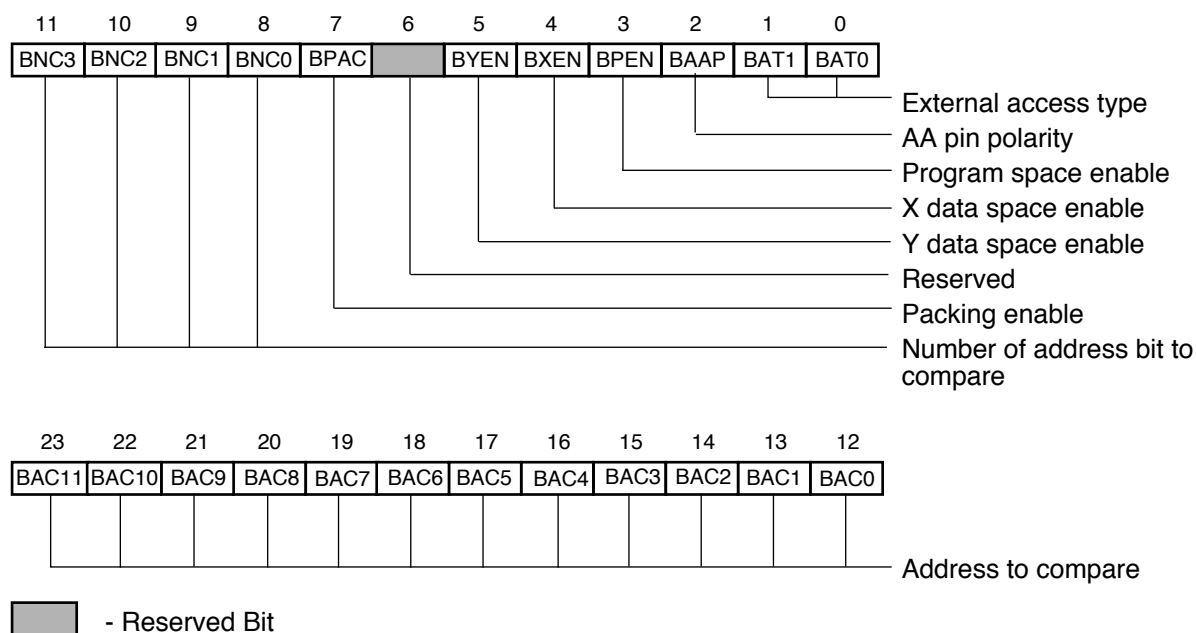 11 10 9 8 7 6 5 4 3 2 1 0
BNC3 BNC2 BNC1 BNC0 BPAC BYEN BXEN BPEN BAAP BAT1 BAT0
External access type
AA pin polarity
Program space enable
X data space enable
Y data space enable
Reserved
Packing enable
Number of address bit to
compare
23 22 21 20 19 18 17 16 15 14 13 12
BAC11 BAC10 BAC9 BAC8 BAC7 BAC6 BAC5 BAC4 BAC3 BAC2 BAC1 BAC0
Address to compare
- Reserved Bit